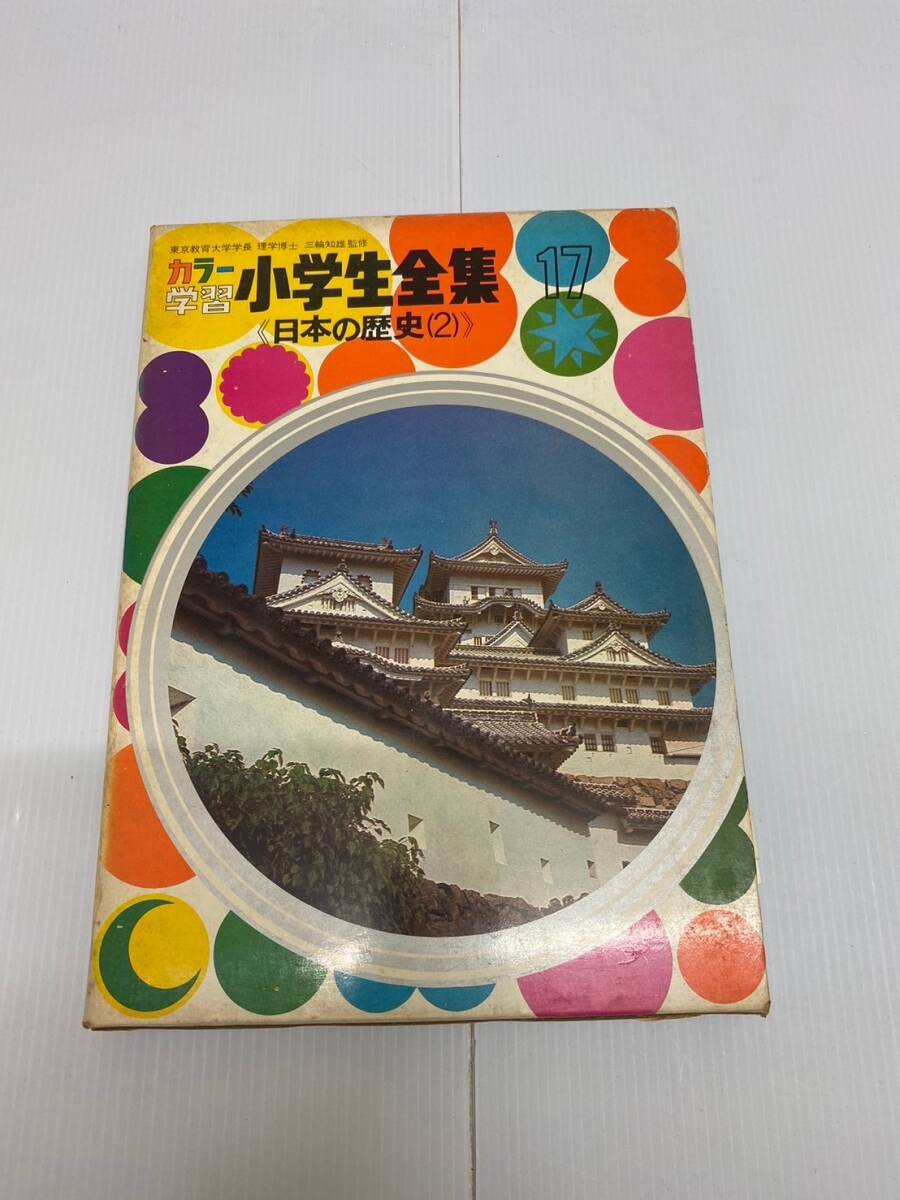 東京教育大学学長 理学博士 三輪知雄監修
カラー学習 小学生全集 17
《日本の歴史(2)》